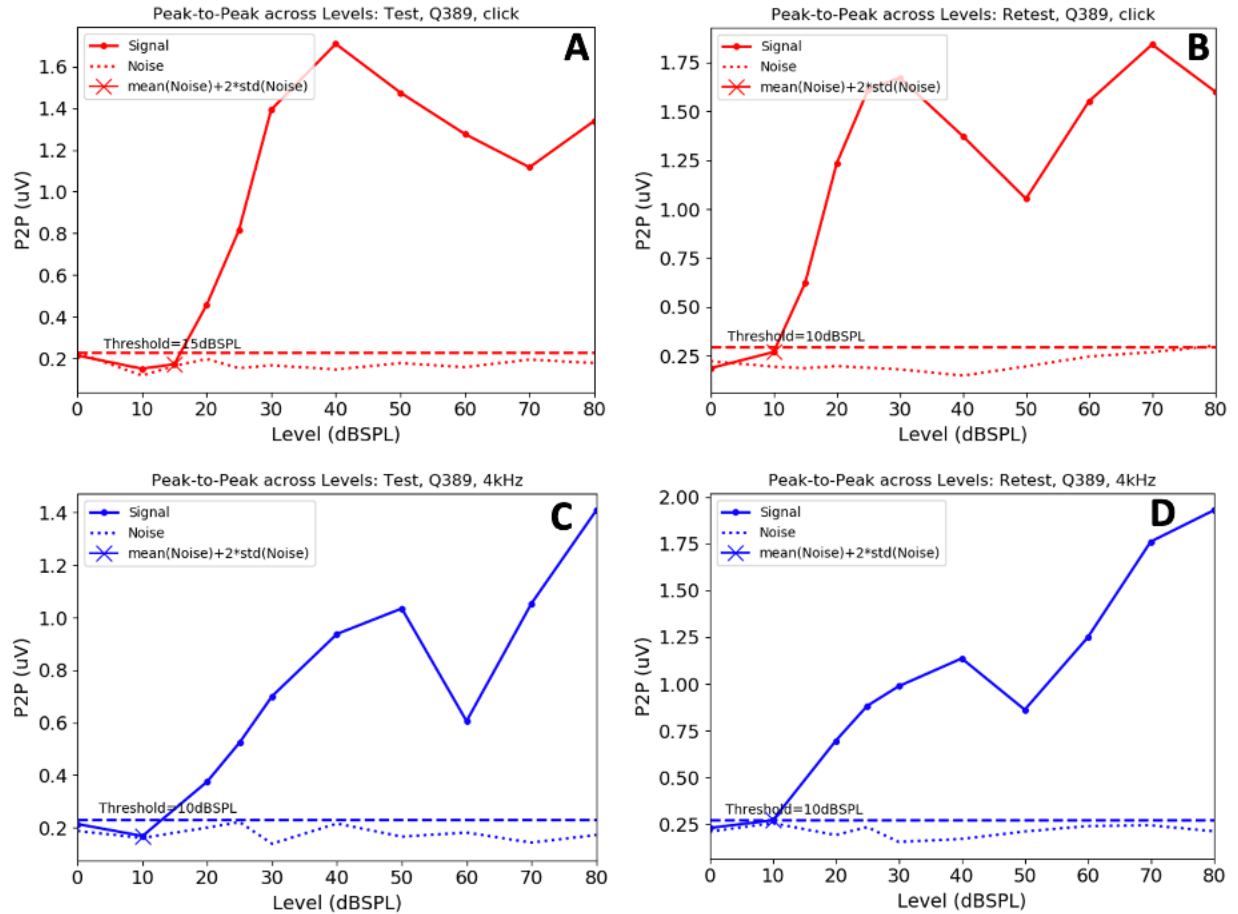 Peak-to-Peak across Levels: Test, Q389, click
A
Signal
Noise
mean(Noise)+2*std(Noise)
1.6
1.4
1.2
1.0
0.8
0.6
0.4
0.2
P2P (uV)
Threshold=15dBSPL
0 10 20 30 40 50 60 70 80
Level (dBSPL)
Peak-to-Peak across Levels: Retest, Q389, click
B
Signal
Noise
mean(Noise)+2*std(Noise)
1.75
1.50
1.25
1.00
0.75
0.50
0.25
P2P (uV)
Threshold=10dBSPL
0 10 20 30 40 50 60 70 80
Level (dBSPL)
Peak-to-Peak across Levels: Test, Q389, 4kHz
C
Signal
Noise
mean(Noise)+2*std(Noise)
1.4
1.2
1.0
0.8
0.6
0.4
0.2
P2P (uV)
Threshold=10dBSPL
0 10 20 30 40 50 60 70 80
Level (dBSPL)
Peak-to-Peak across Levels: Retest, Q389, 4kHz
D
Signal
Noise
mean(Noise)+2*std(Noise)
2.00
1.75
1.50
1.25
1.00
0.75
0.50
0.25
P2P (uV)
Threshold=10dBSPL
0 10 20 30 40 50 60 70 80
Level (dBSPL)